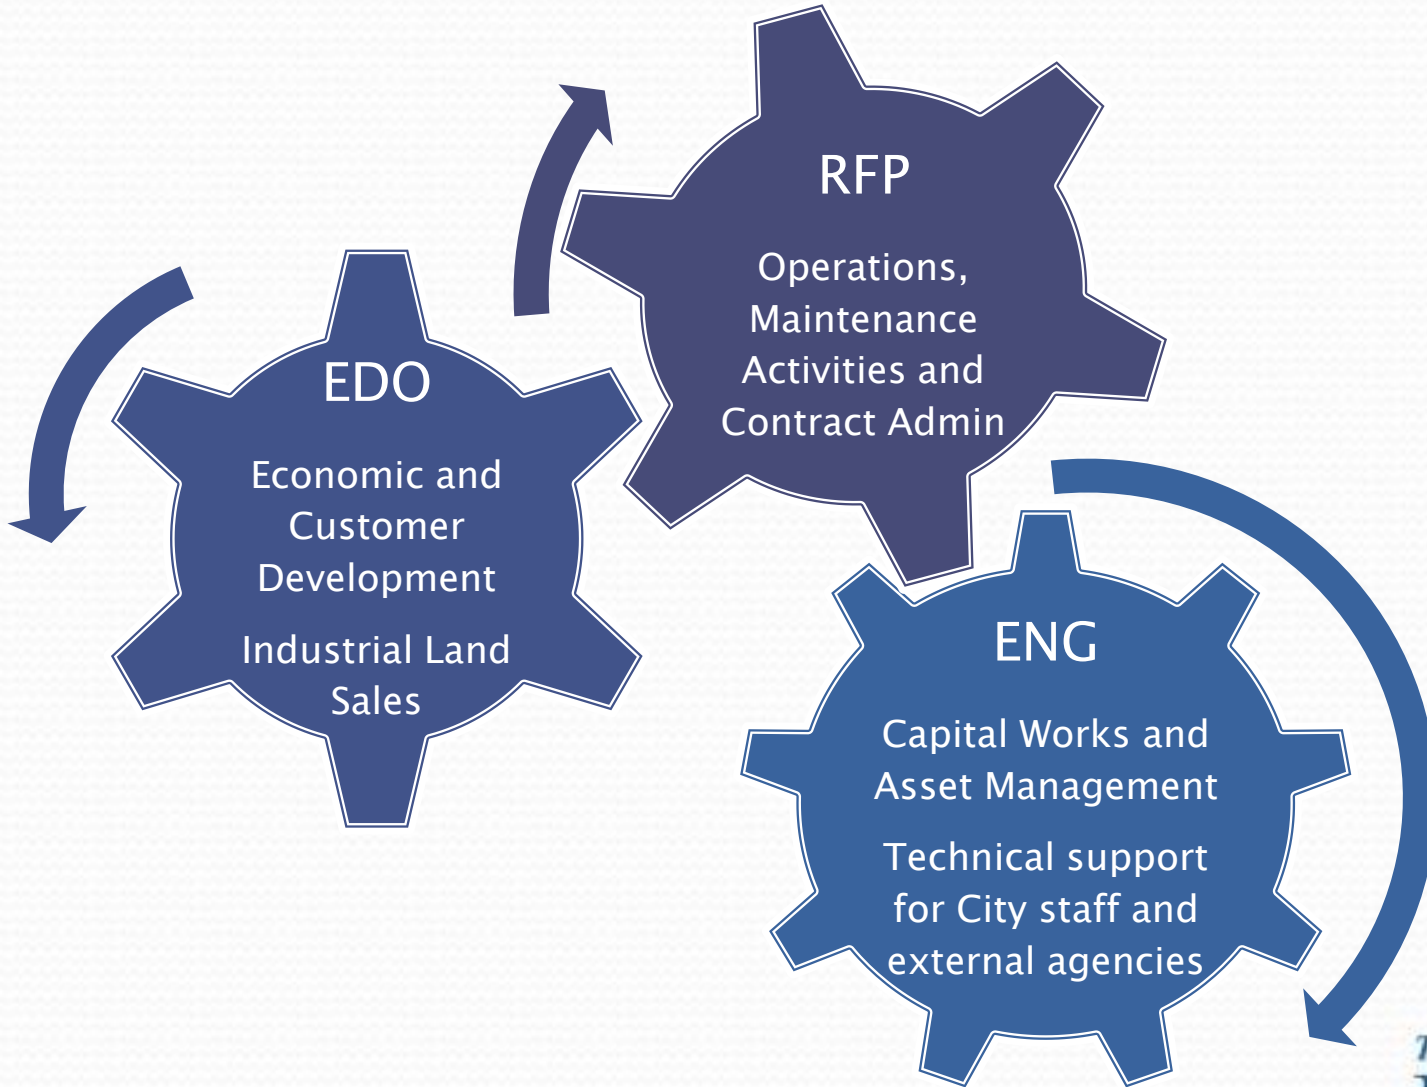 RFP
Operations,
Maintenance
Activities and
Contract Admin
EDO
Economic and
Customer
Development
Industrial Land
Sales
ENG
Capital Works and
Asset Management
Technical support
for City staff and
external agencies